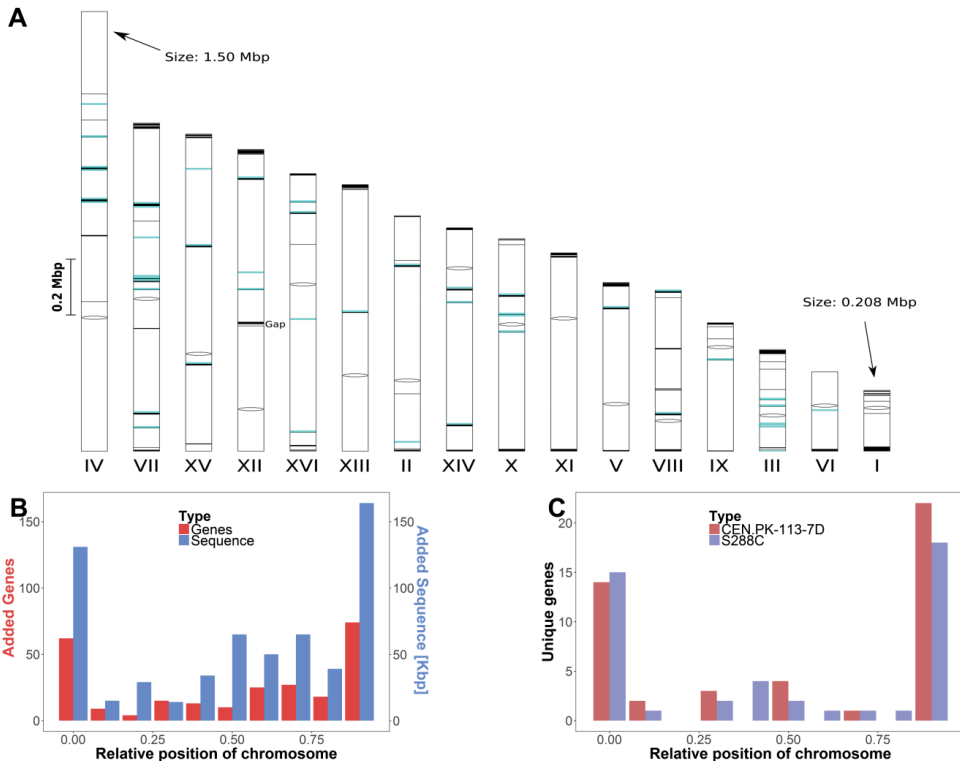 A
Size: 1.50 Mbp
0.2 Mbp
Gap
Size: 0.208 Mbp
IV VII XV XII XVI XIII II XIV X XI V VIII IX III VI I
B
Type
Genes
Sequence
Added Genes
150
100
50
0
Added Sequence [Kbp]
150
100
50
0
0.00 0.25 0.50 0.75
Relative position of chromosome
C
Type
CEN.PK-113-7D
S288C
Unique genes
20
15
10
5
0
0.00 0.25 0.50 0.75
Relative position of chromosome